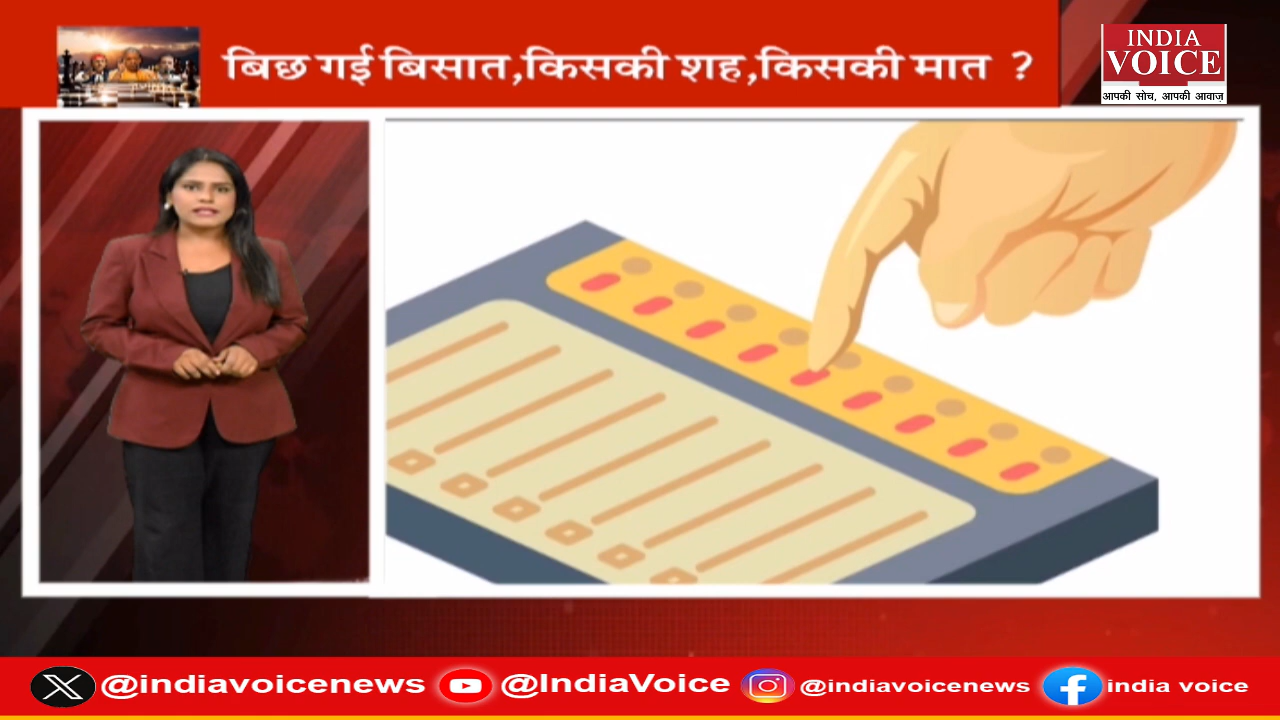 बिछ गई बिसात,किसकी शह,किसकी मात ?
INDIA
VOICE
आपकी सोच, आपकी आवाज़
@indiavoicenews @IndiaVoice @indiavoicenews india voice